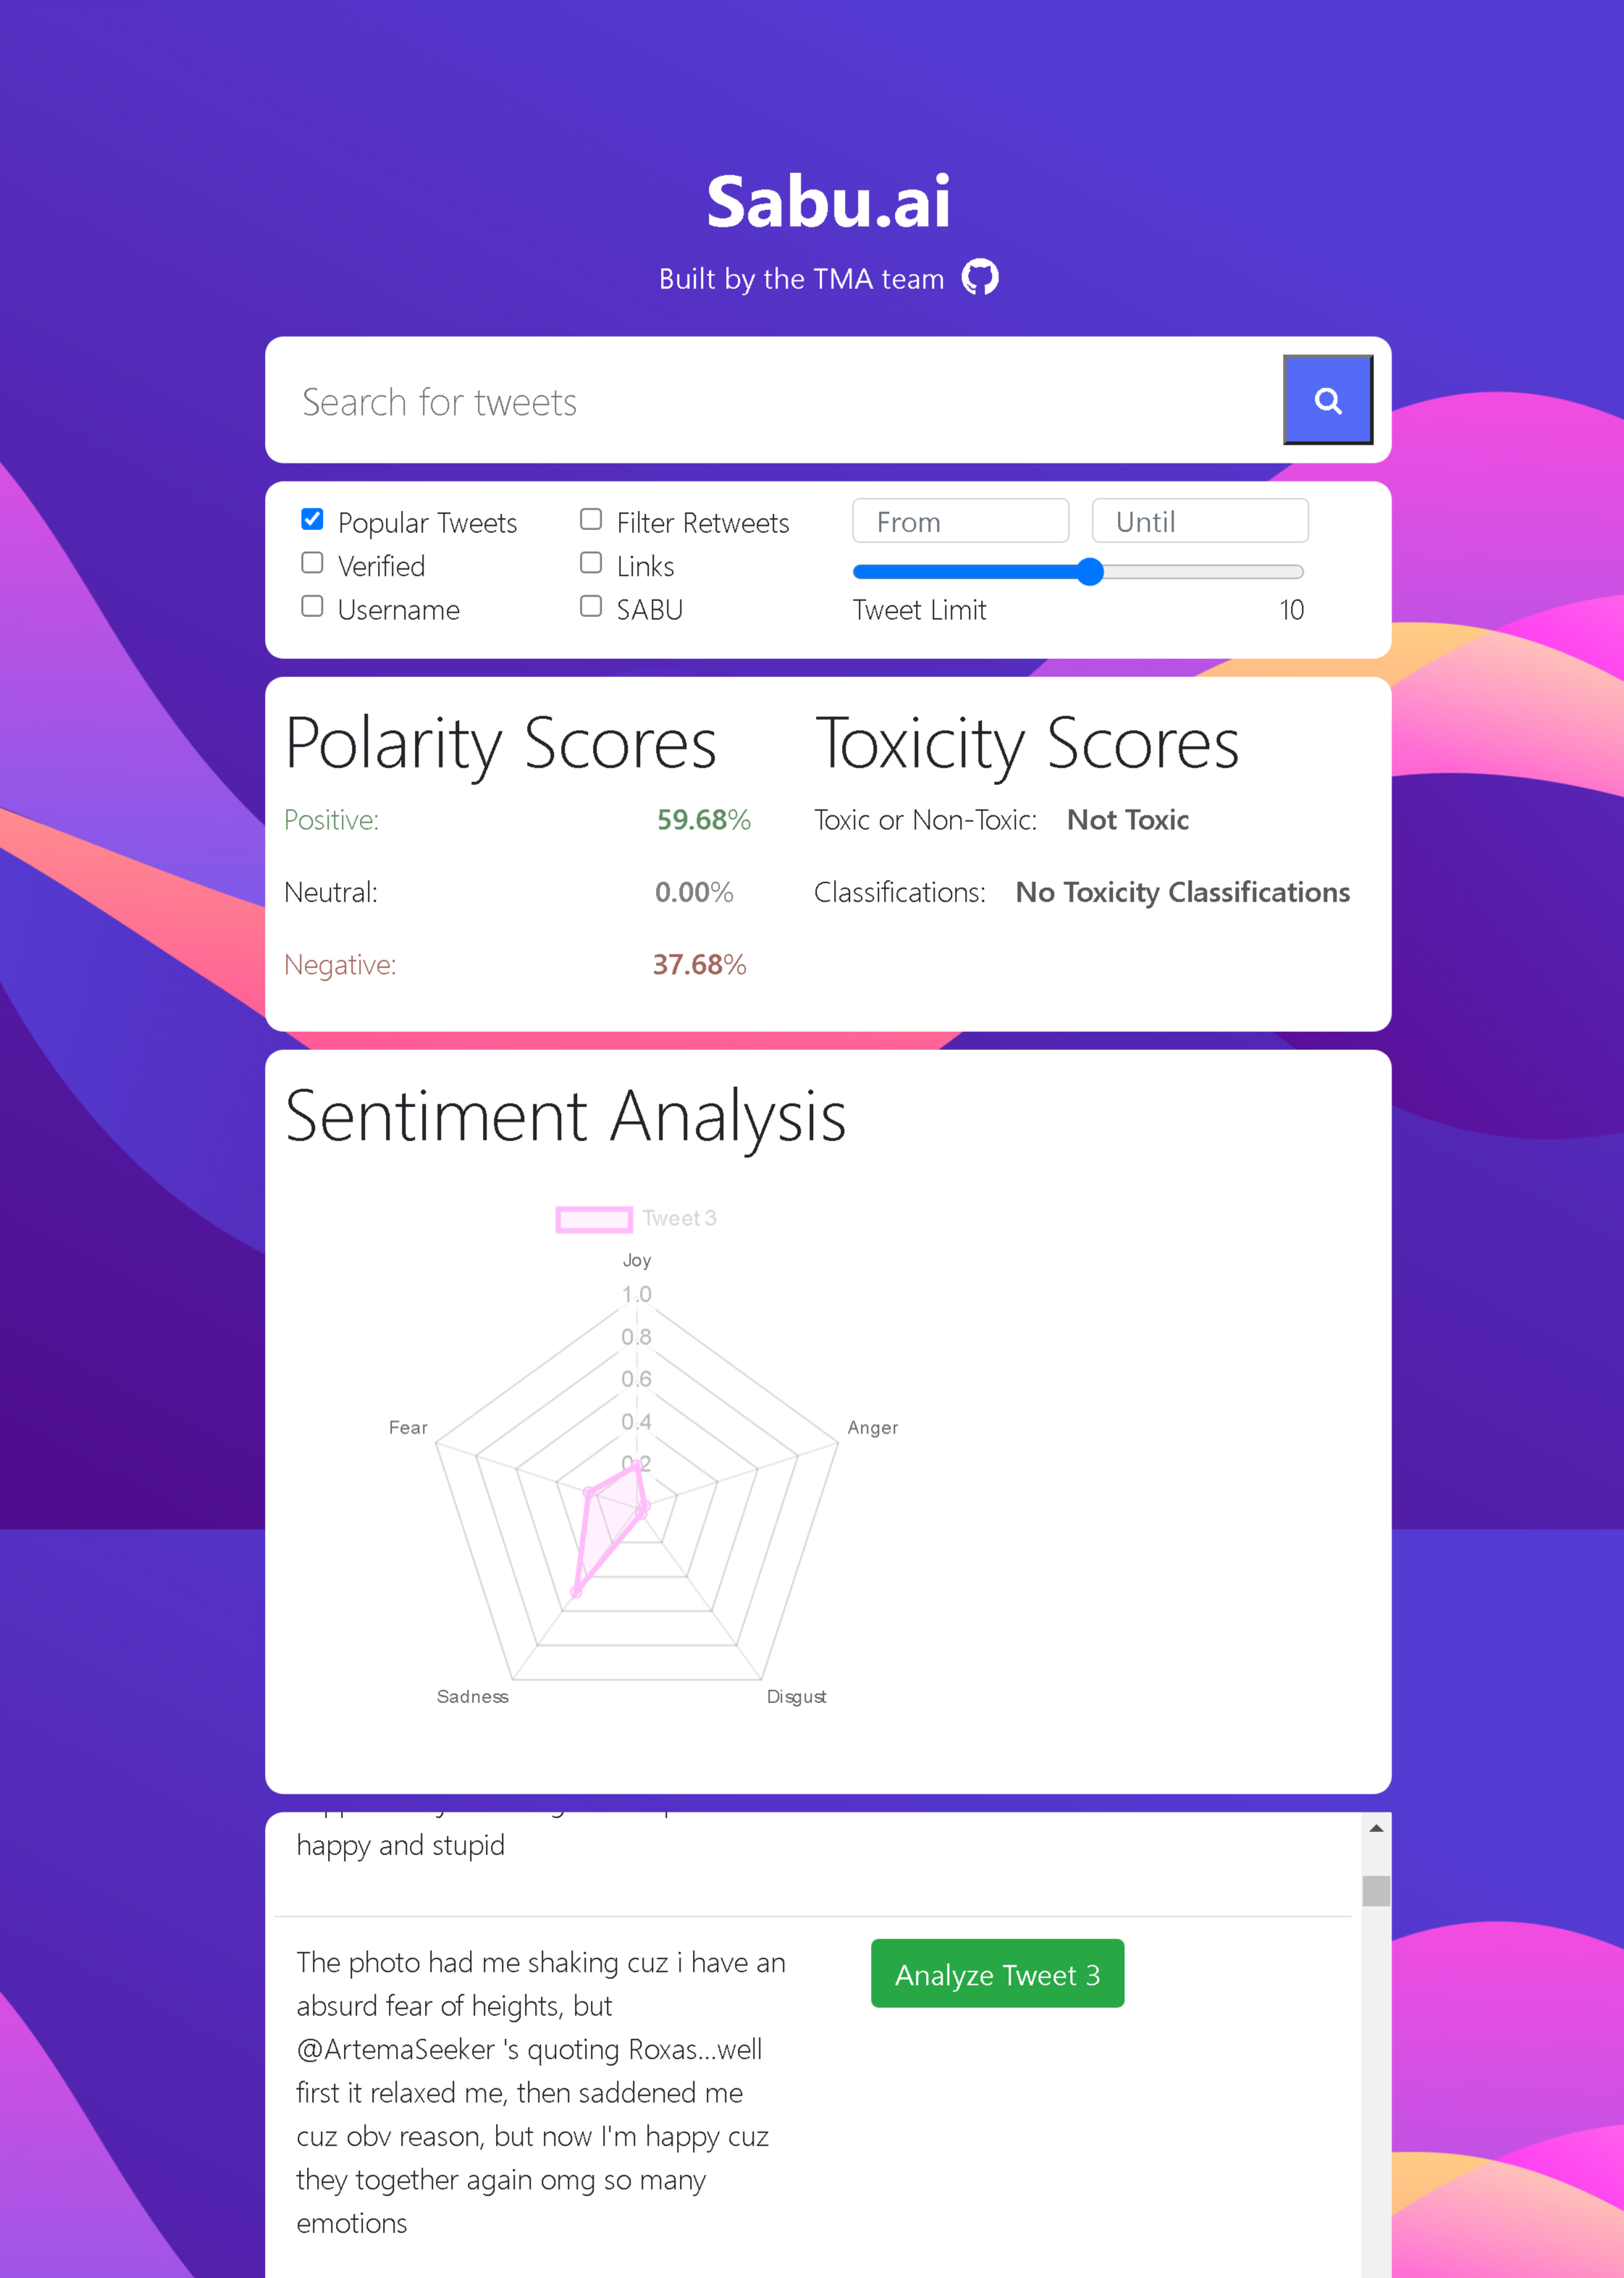 Sabu.ai
Built by the TMA team
Search for tweets
Popular Tweets
Filter Retweets
From
Until
Verified
Links
Username
SABU
Tweet Limit
10
Polarity Scores
Positive: 59.68%
Neutral: 0.00%
Negative: 37.68%
Toxicity Scores
Toxic or Non-Toxic: Not Toxic
Classifications: No Toxicity Classifications
Sentiment Analysis
Tweet 3
Joy
1.0
0.8
0.6
0.4
0.2
Fear
Anger
Sadness
Disgust
happy and stupid
The photo had me shaking cuz i have an
absurd fear of heights, but
@ArtemaSeeker 's quoting Roxas...well
first it relaxed me, then saddened me
cuz obv reason, but now I'm happy cuz
they together again omg so many
emotions
Analyze Tweet 3